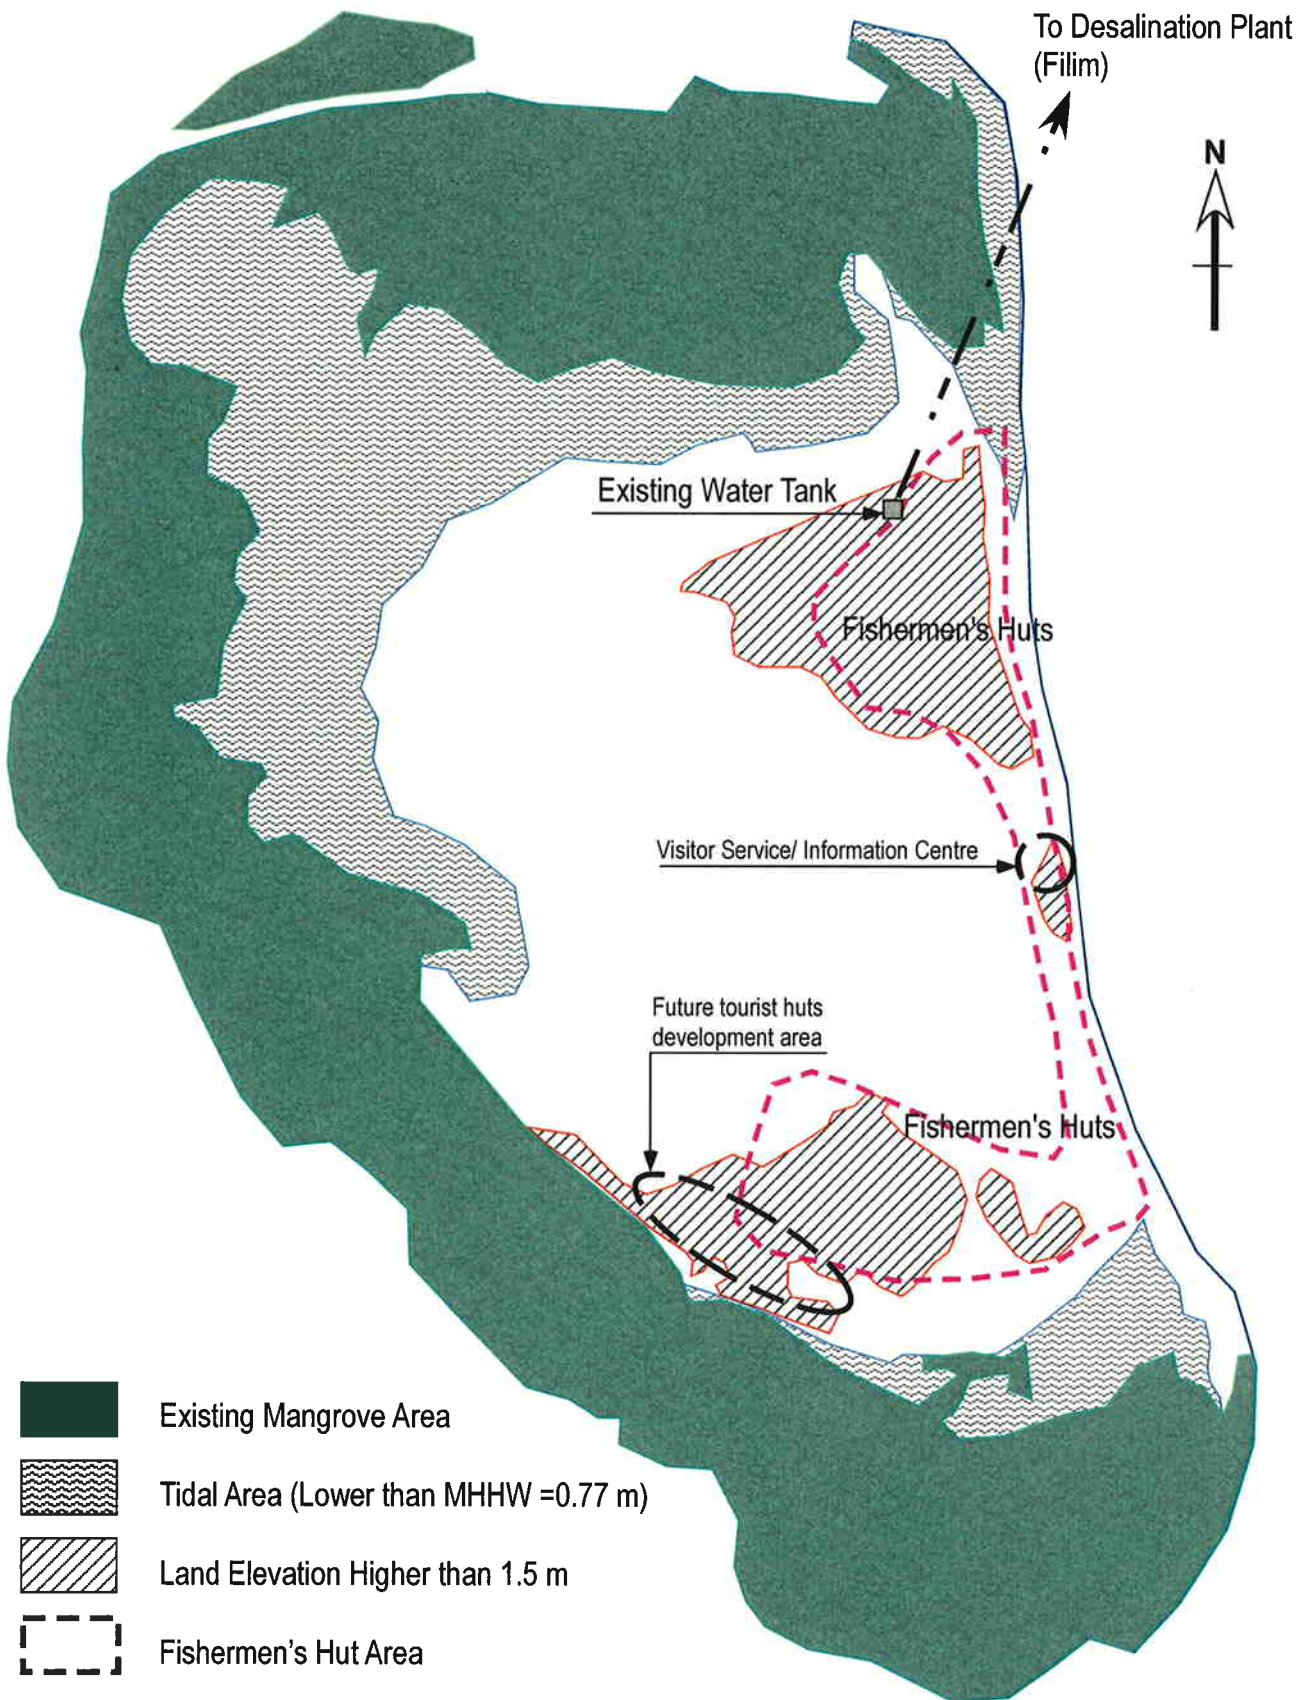 To Desalination Plant
(Filim)
N
Existing Water Tank
Fishermen's Huts
Visitor Service/ Information Centre
Future tourist huts
development area
Fishermen's Huts
Existing Mangrove Area
Tidal Area (Lower than MHHW =0.77 m)
Land Elevation Higher than 1.5 m
Fishermen's Hut Area